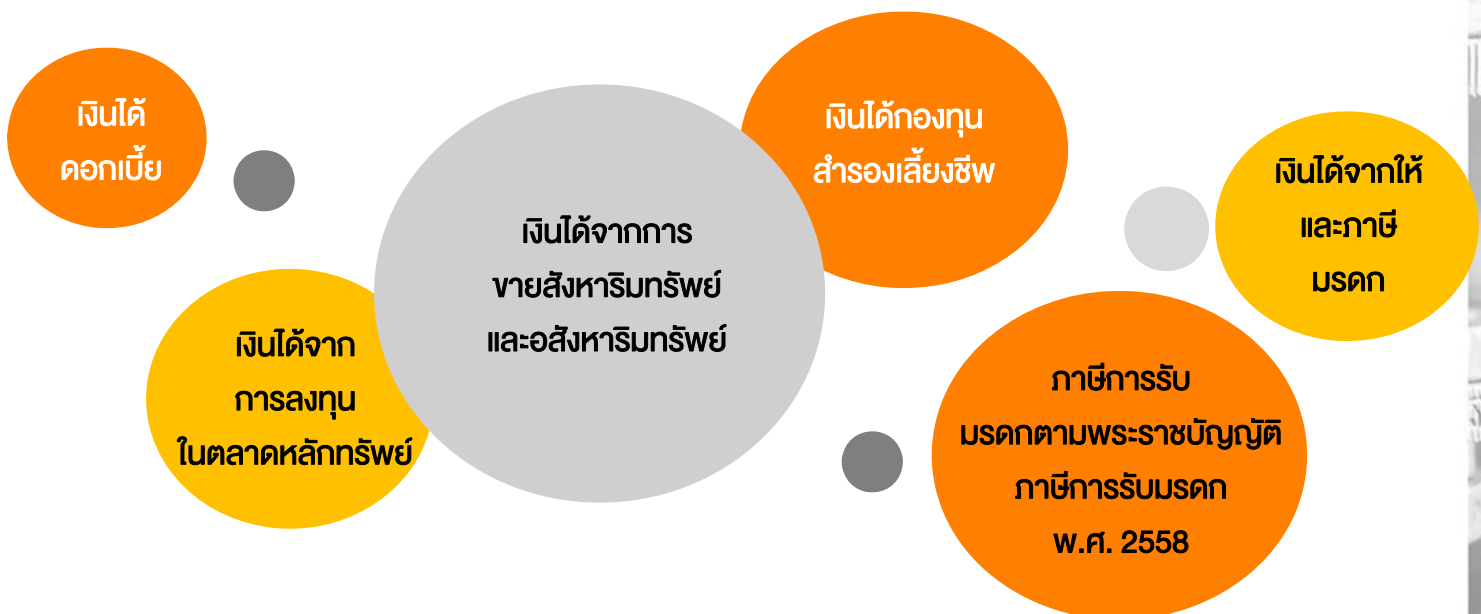 เงินได้
ดอกเบี้ย
เงินได้จาก
การลงทุน
ในตลาดหลักทรัพย์
เงินได้จากการ
ขายสังหาริมทรัพย์
และอสังหาริมทรัพย์
เงินได้กองทุน
สำรองเลี้ยงชีพ
เงินได้จากให้
และภาษี
มรดก
ภาษีการรับ
มรดกตามพระราชบัญญัติ
ภาษีการรับมรดก
พ.ศ. 2558